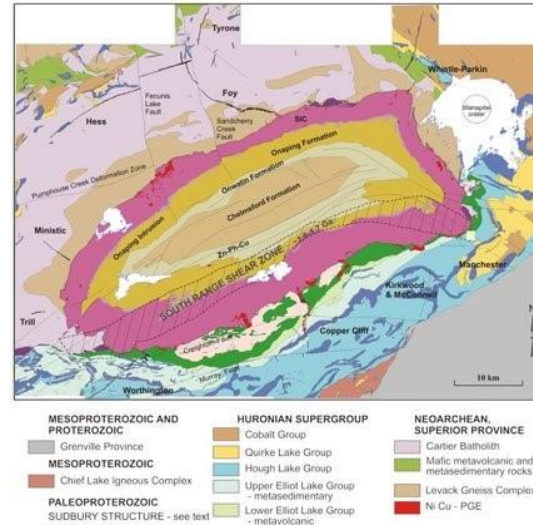 Tyrone
Whistle-Parkin
Foy
Fecunis
Lake
Fault
Sandcherry
Creek
Fault
Hess
SIC
Wanapitei
crater
Onaping Formation
Pumphouse Creek Deformation Zone
Onwatin Formation
Chelmsford Formation
Ministic
Onaping Intrusion
Zn-Pb-Cu
SOUTH RANGE SHEAR ZONE
Manchester
Kirkwood
& McConnell
Trill
Copper Cliff
Creighton Fault
Murray Fault
Worthington
10 km
MESOPROTEROZOIC AND
PROTEROZOIC
Grenville Province
MESOPROTEROZOIC
Chief Lake Igneous Complex
PALEOPROTEROZOIC
SUDBURY STRUCTURE - see text
HURONIAN SUPERGROUP
Cobalt Group
Quirke Lake Group
Hough Lake Group
Upper Elliot Lake Group
- metasedimentary
Lower Elliot Lake Group
- metavolcanic
NEOARCHEAN,
SUPERIOR PROVINCE
Cartier Batholith
Mafic metavolcanic and
metasedimentary rocks
Levack Gneiss Complex
Ni Cu - PGE